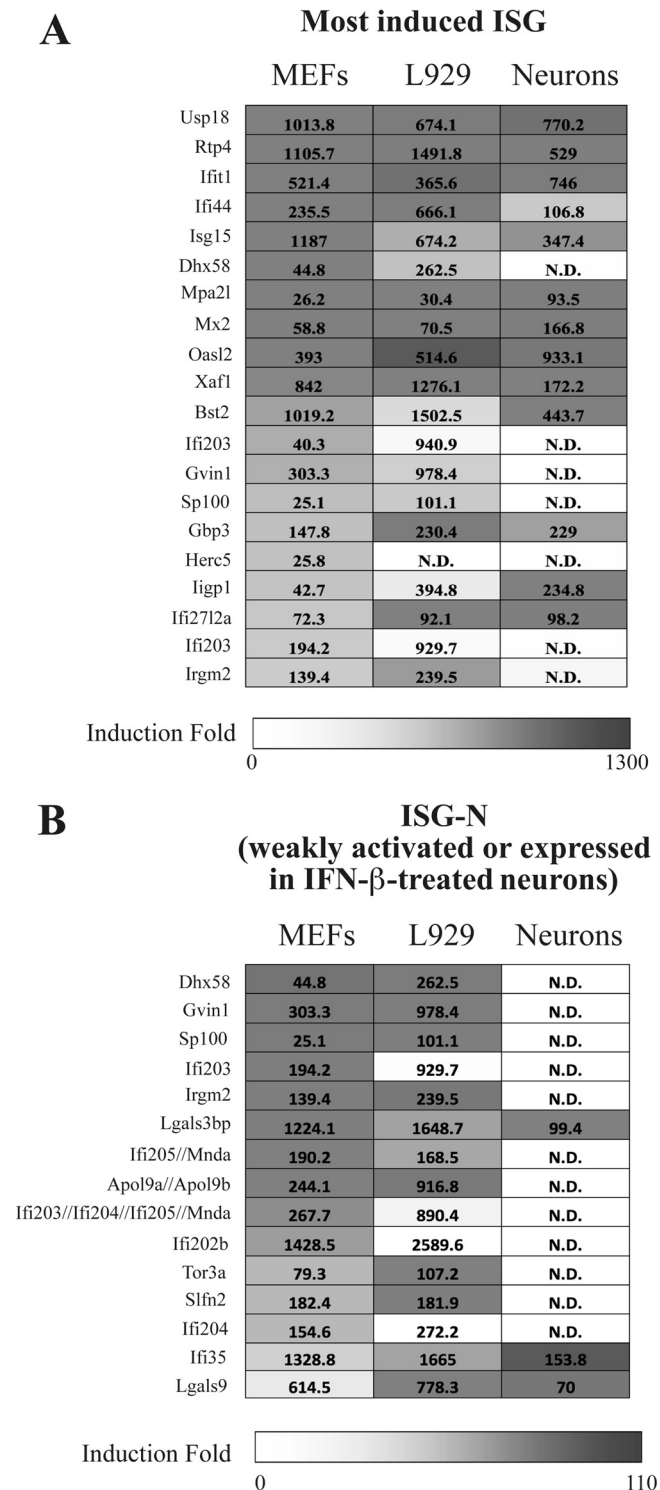 A
Most induced ISG
MEFs L929 Neurons
Usp18 1013.8 674.1 770.2
Rtp4 1105.7 1491.8 529
Ifit1 521.4 365.6 746
Ifi44 235.5 666.1 106.8
Isg15 1187 674.2 347.4
Dhx58 44.8 262.5 N.D.
Mpa2l 26.2 30.4 93.5
Mx2 58.8 70.5 166.8
Oasl2 393 514.6 933.1
Xaf1 842 1276.1 172.2
Bst2 1019.2 1502.5 443.7
Ifi203 40.3 940.9 N.D.
Gvin1 303.3 978.4 N.D.
Sp100 25.1 101.1 N.D.
Gbp3 147.8 230.4 229
Herc5 25.8 N.D. N.D.
Iigp1 42.7 394.8 234.8
Ifi27l2a 72.3 92.1 98.2
Ifi203 194.2 929.7 N.D.
Irgm2 139.4 239.5 N.D.
Induction Fold
0 1300
B
ISG-N
(weakly activated or expressed
in IFN-β-treated neurons)
MEFs L929 Neurons
Dhx58 44.8 262.5 N.D.
Gvin1 303.3 978.4 N.D.
Sp100 25.1 101.1 N.D.
Ifi203 194.2 929.7 N.D.
Irgm2 139.4 239.5 N.D.
Lgals3bp 1224.1 1648.7 99.4
Ifi205//Mnda 190.2 168.5 N.D.
Apol9a//Apol9b 244.1 916.8 N.D.
Ifi203//Ifi204//Ifi205//Mnda 267.7 890.4 N.D.
Ifi202b 1428.5 2589.6 N.D.
Tor3a 79.3 107.2 N.D.
Slfn2 182.4 181.9 N.D.
Ifi204 154.6 272.2 N.D.
Ifi35 1328.8 1665 153.8
Lgals9 614.5 778.3 70
Induction Fold
0 110